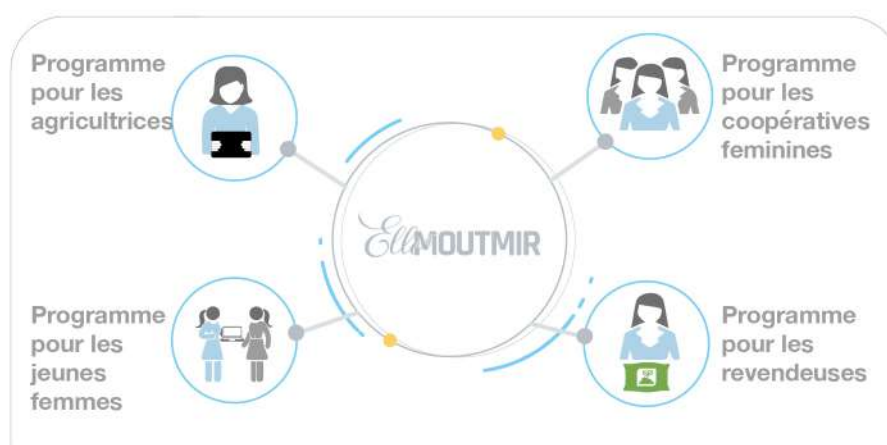 Programme
pour les
agricultrices
Programme
pour les
coopératives
feminines
ElleMOUTMIR
Programme
pour les
jeunes
femmes
Programme
pour les
revendeuses